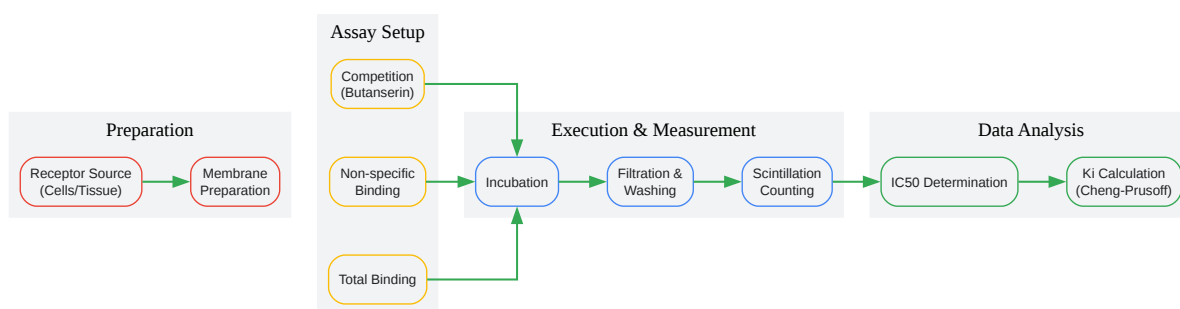 Preparation
Receptor Source
(Cells/Tissue)
Membrane
Preparation
Assay Setup
Competition
(Butanserin)
Non-specific
Binding
Total Binding
Execution & Measurement
Incubation
Filtration &
Washing
Scintillation
Counting
Data Analysis
IC50 Determination
Ki Calculation
(Cheng-Prusoff)